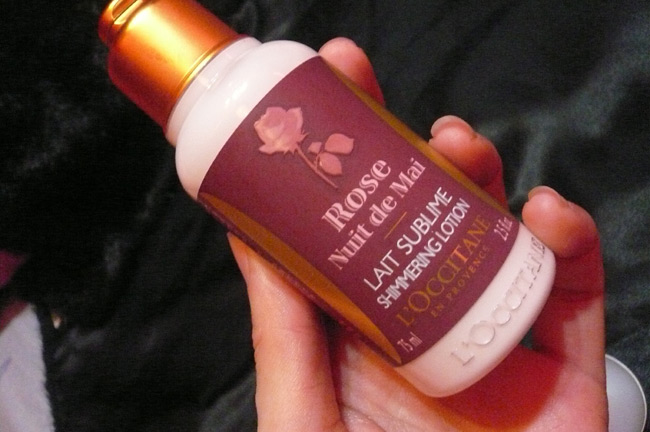 Rose
Nuit de Mai
LAIT SUBLIME
SHIMMERING LOTION
L'OCCITANE
EN PROVENCE
75 ml
L'OCCITANE